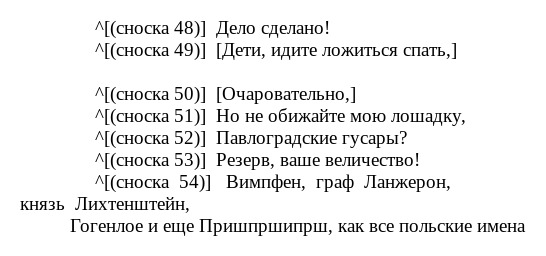 ^[(сноска 48)] Дело сделано!
^[(сноска 49)] [Дети, идите ложиться спать,]
^[(сноска 50)] [Очаровательно,]
^[(сноска 51)] Но не обижайте мою лошадку,
^[(сноска 52)] Павлоградские гусары?
^[(сноска 53)] Резерв, ваше величество!
^[(сноска 54)] Вимпфен, граф Ланжерон,
князь Лихтенштейн,
Гогенлое и еще Пришпршипрш, как все польские имена